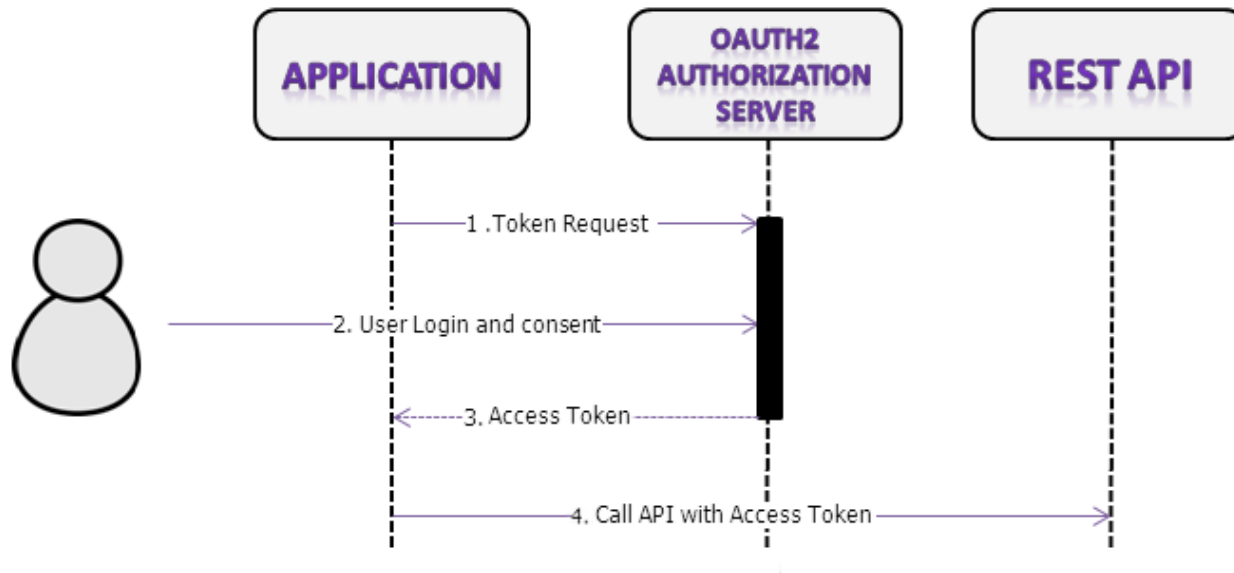 APPLICATION
OAUTH2
AUTHORIZATION
SERVER
REST API
1 .Token Request
2. User Login and consent
3. Access Token
4. Call API with Access Token